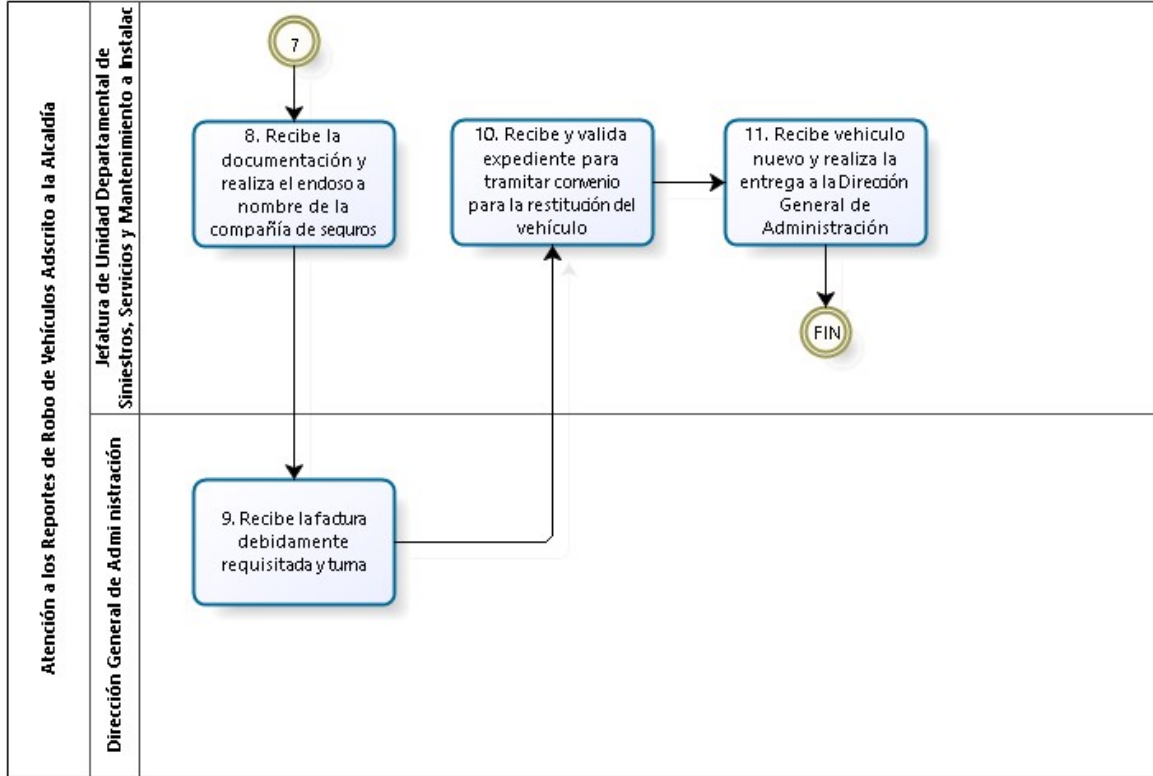 Atención a los Reportes de Robo de Vehículos Adscrito a la Alcaldía
Jefatura de Unidad Departamental de
Siniestros, Servicios y Mantenimiento a Instalac
7
8. Recibe la
documentación y
realiza el endoso a
nombre de la
compañía de seguros
10. Recibe y valida
expediente para
tramitar convenio
para la restitución del
vehículo
11. Recibe vehiculo
nuevo y realiza la
entrega a la Dirección
General de
Administración
FIN
Dirección General de Administración
9. Recibe la factura
debidamente
requisitada y turna